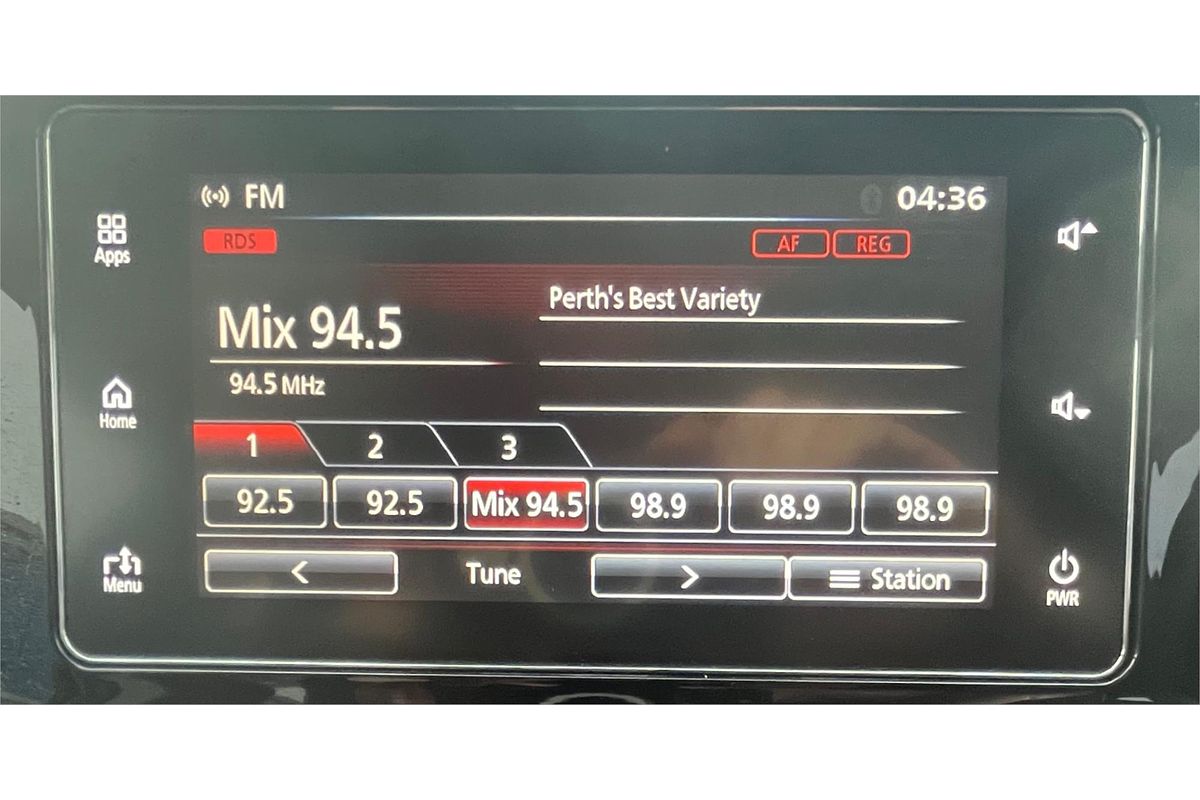 FM 04:36
RDS AF REG
Apps
Perth's Best Variety
Mix 94.5
94.5 MHz
Home
1 2 3
92.5 92.5 Mix 94.5 98.9 98.9 98.9
< Tune > Station
Menu
PWR